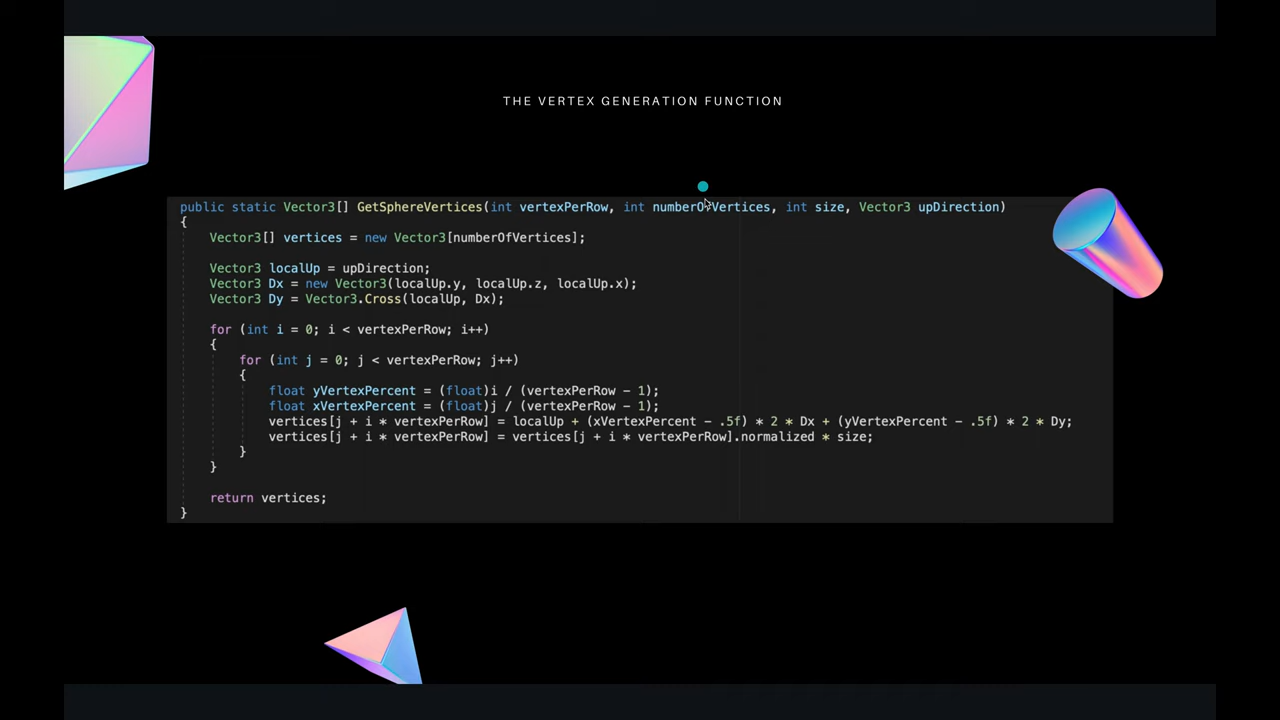 THE VERTEX GENERATION FUNCTION
public static Vector3[] GetSphereVertices(int vertexPerRow, int numberOfVertices, int size, Vector3 upDirection)
{
    Vector3[] vertices = new Vector3[numberOfVertices];
    Vector3 localUp = upDirection;
    Vector3 Dx = new Vector3(localUp.y, localUp.z, localUp.x);
    Vector3 Dy = Vector3.Cross(localUp, Dx);
    for (int i = 0; i < vertexPerRow; i++)
    {
        for (int j = 0; j < vertexPerRow; j++)
        {
            float yVertexPercent = (float)i / (vertexPerRow - 1);
            float xVertexPercent = (float)j / (vertexPerRow - 1);
            vertices[j + i * vertexPerRow] = localUp + (xVertexPercent - .5f) * 2 * Dx + (yVertexPercent - .5f) * 2 * Dy;
            vertices[j + i * vertexPerRow] = vertices[j + i * vertexPerRow].normalized * size;
        }
    }
    return vertices;
}